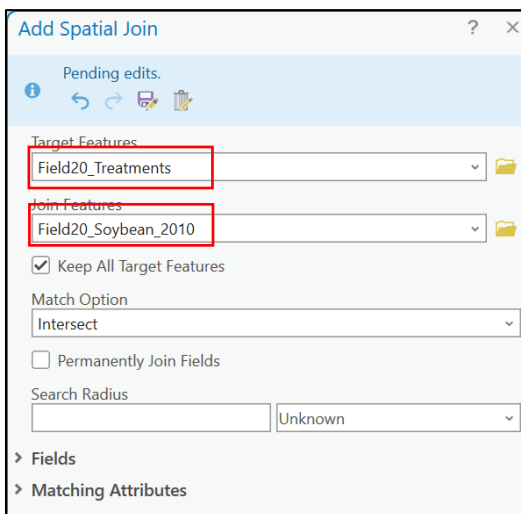 Add Spatial Join ? ×
Pending edits.
Target Features
Field20_Treatments
Join Features
Field20_Soybean_2010
Keep All Target Features
Match Option
Intersect
Permanently Join Fields
Search Radius
Unknown
Fields
Matching Attributes